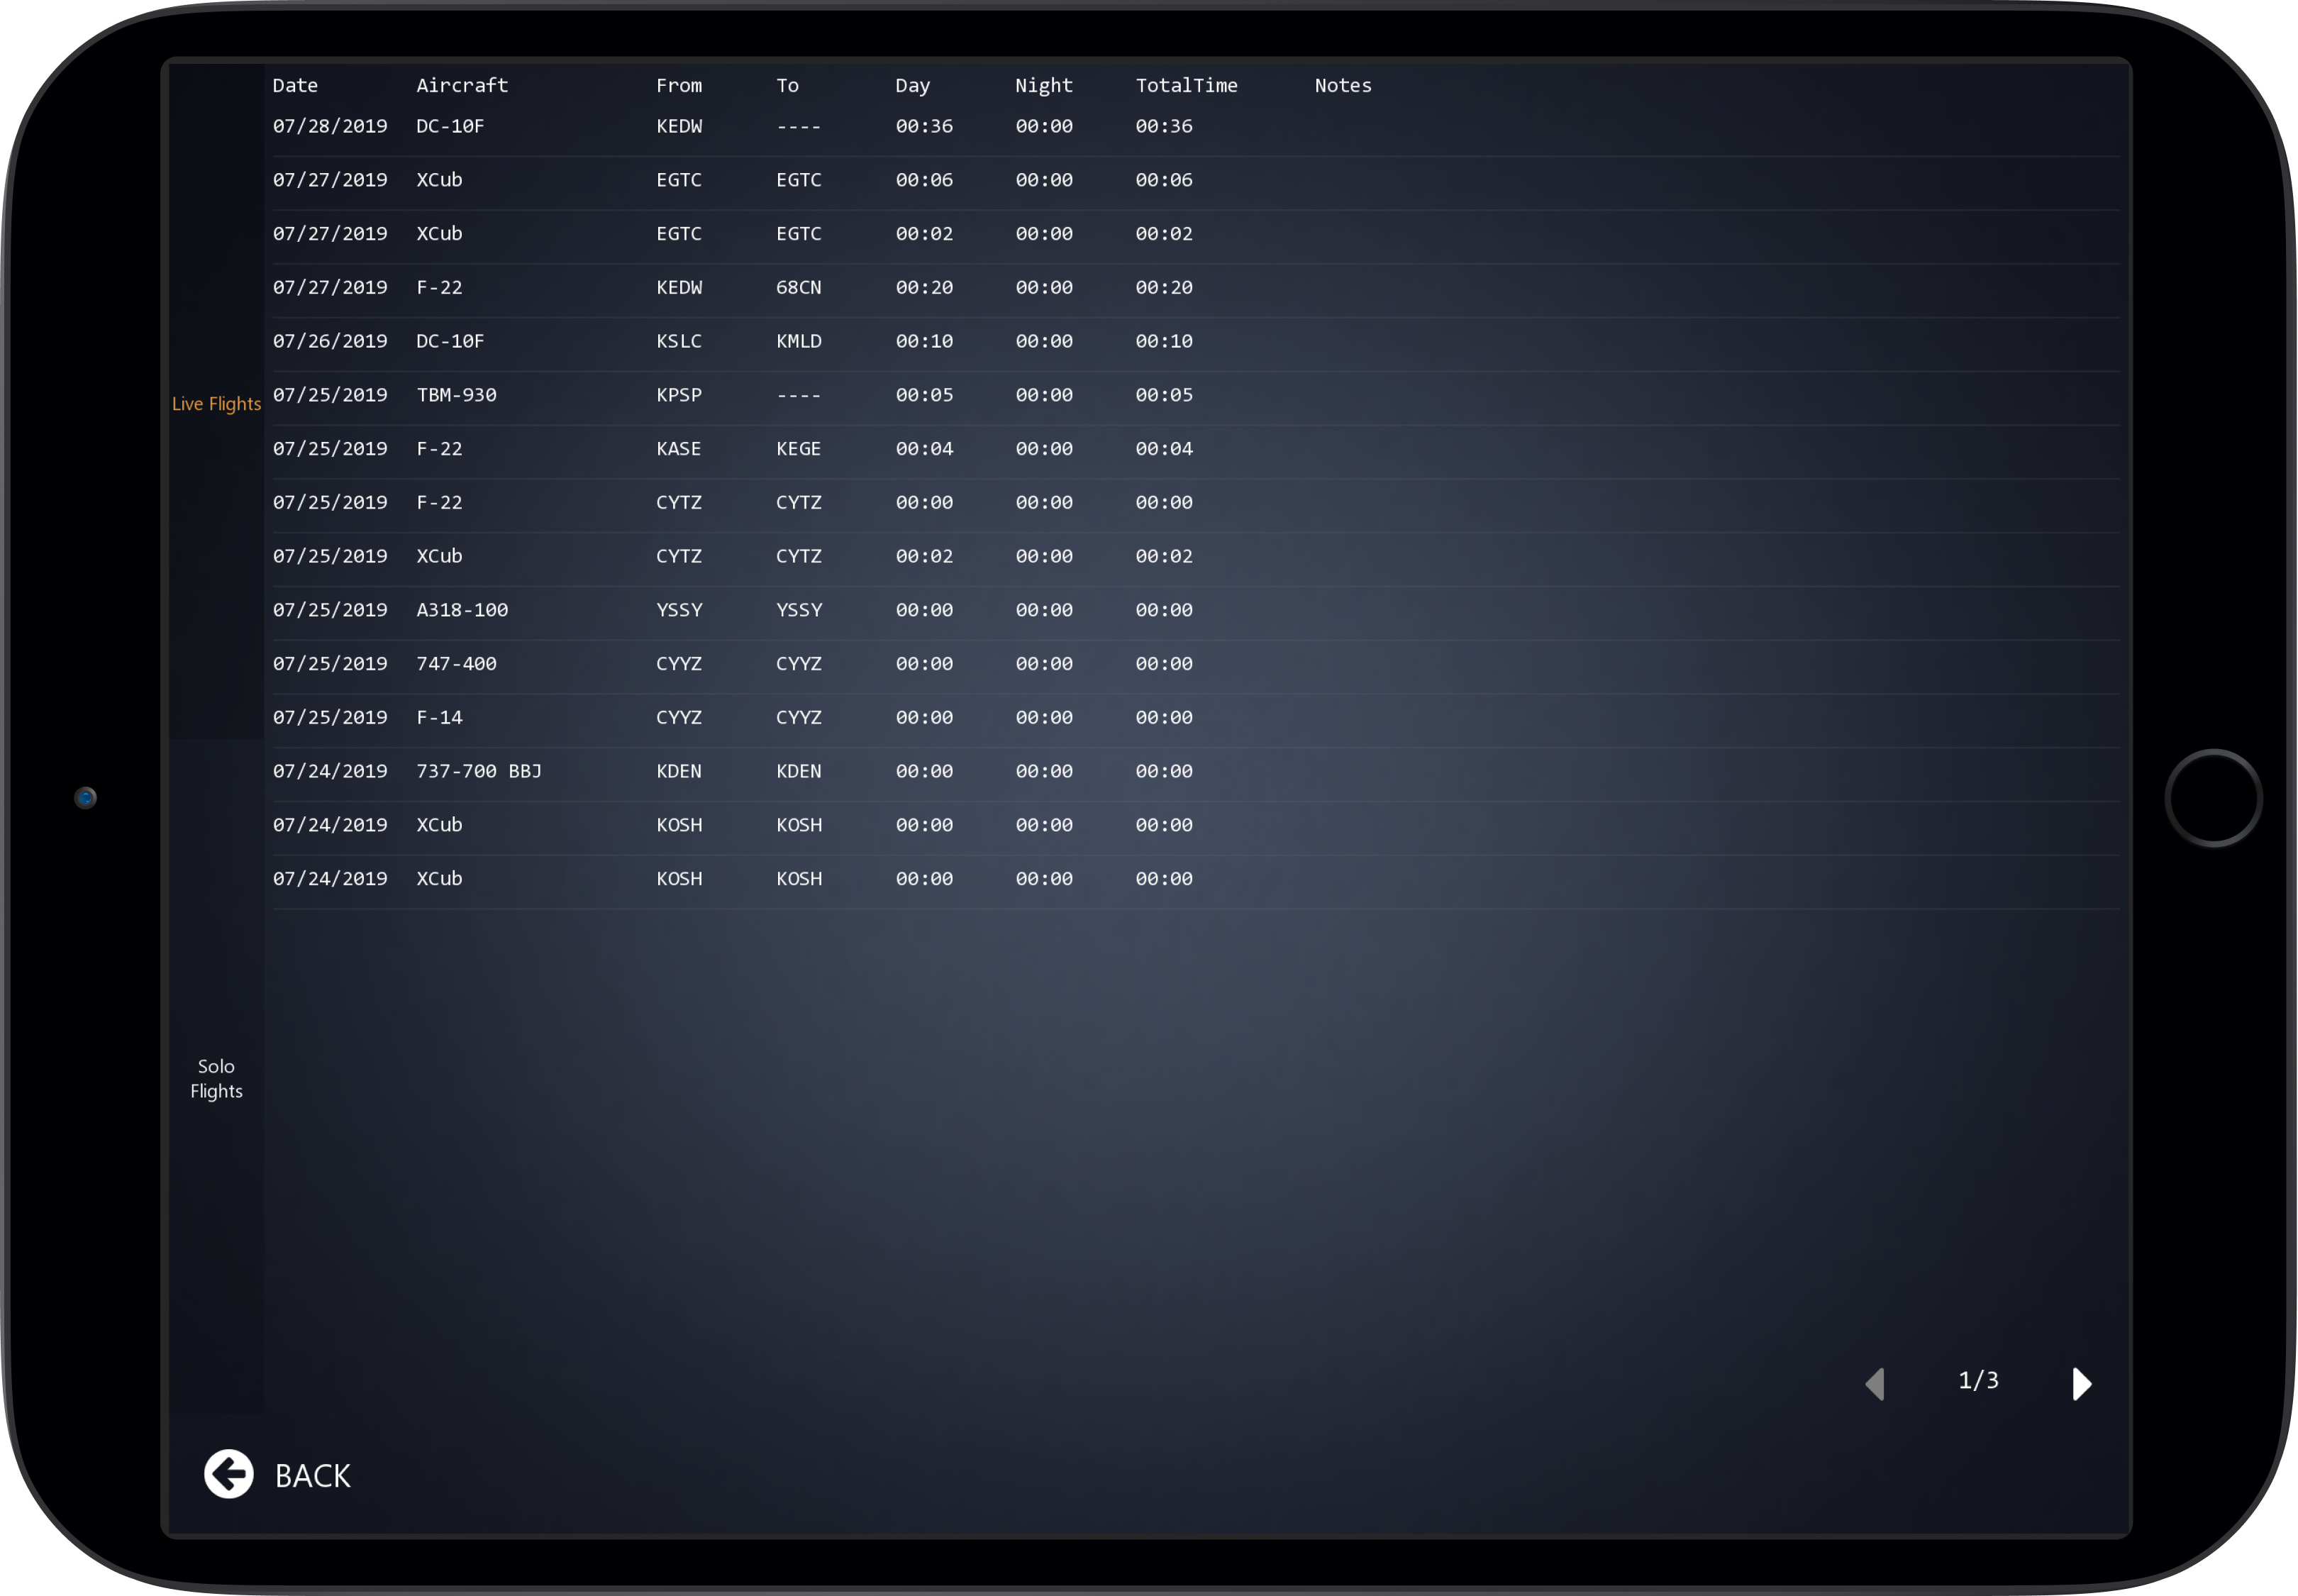 Date Aircraft From To Day Night TotalTime Notes
07/28/2019 DC-10F KEDW ---- 00:36 00:00 00:36
07/27/2019 XCub EGTC EGTC 00:06 00:00 00:06
07/27/2019 XCub EGTC EGTC 00:02 00:00 00:02
07/27/2019 F-22 KEDW 68CN 00:20 00:00 00:20
07/26/2019 DC-10F KSLC KMLD 00:10 00:00 00:10
07/25/2019 TBM-930 KPSP ---- 00:05 00:00 00:05
Live Flights
07/25/2019 F-22 KASE KEGE 00:04 00:00 00:04
07/25/2019 F-22 CYTZ CYTZ 00:00 00:00 00:00
07/25/2019 XCub CYTZ CYTZ 00:02 00:00 00:02
07/25/2019 A318-100 YSSY YSSY 00:00 00:00 00:00
07/25/2019 747-400 CYYZ CYYZ 00:00 00:00 00:00
07/25/2019 F-14 CYYZ CYYZ 00:00 00:00 00:00
07/24/2019 737-700 BBJ KDEN KDEN 00:00 00:00 00:00
07/24/2019 XCub KOSH KOSH 00:00 00:00 00:00
07/24/2019 XCub KOSH KOSH 00:00 00:00 00:00
Solo
Flights
1/3
BACK